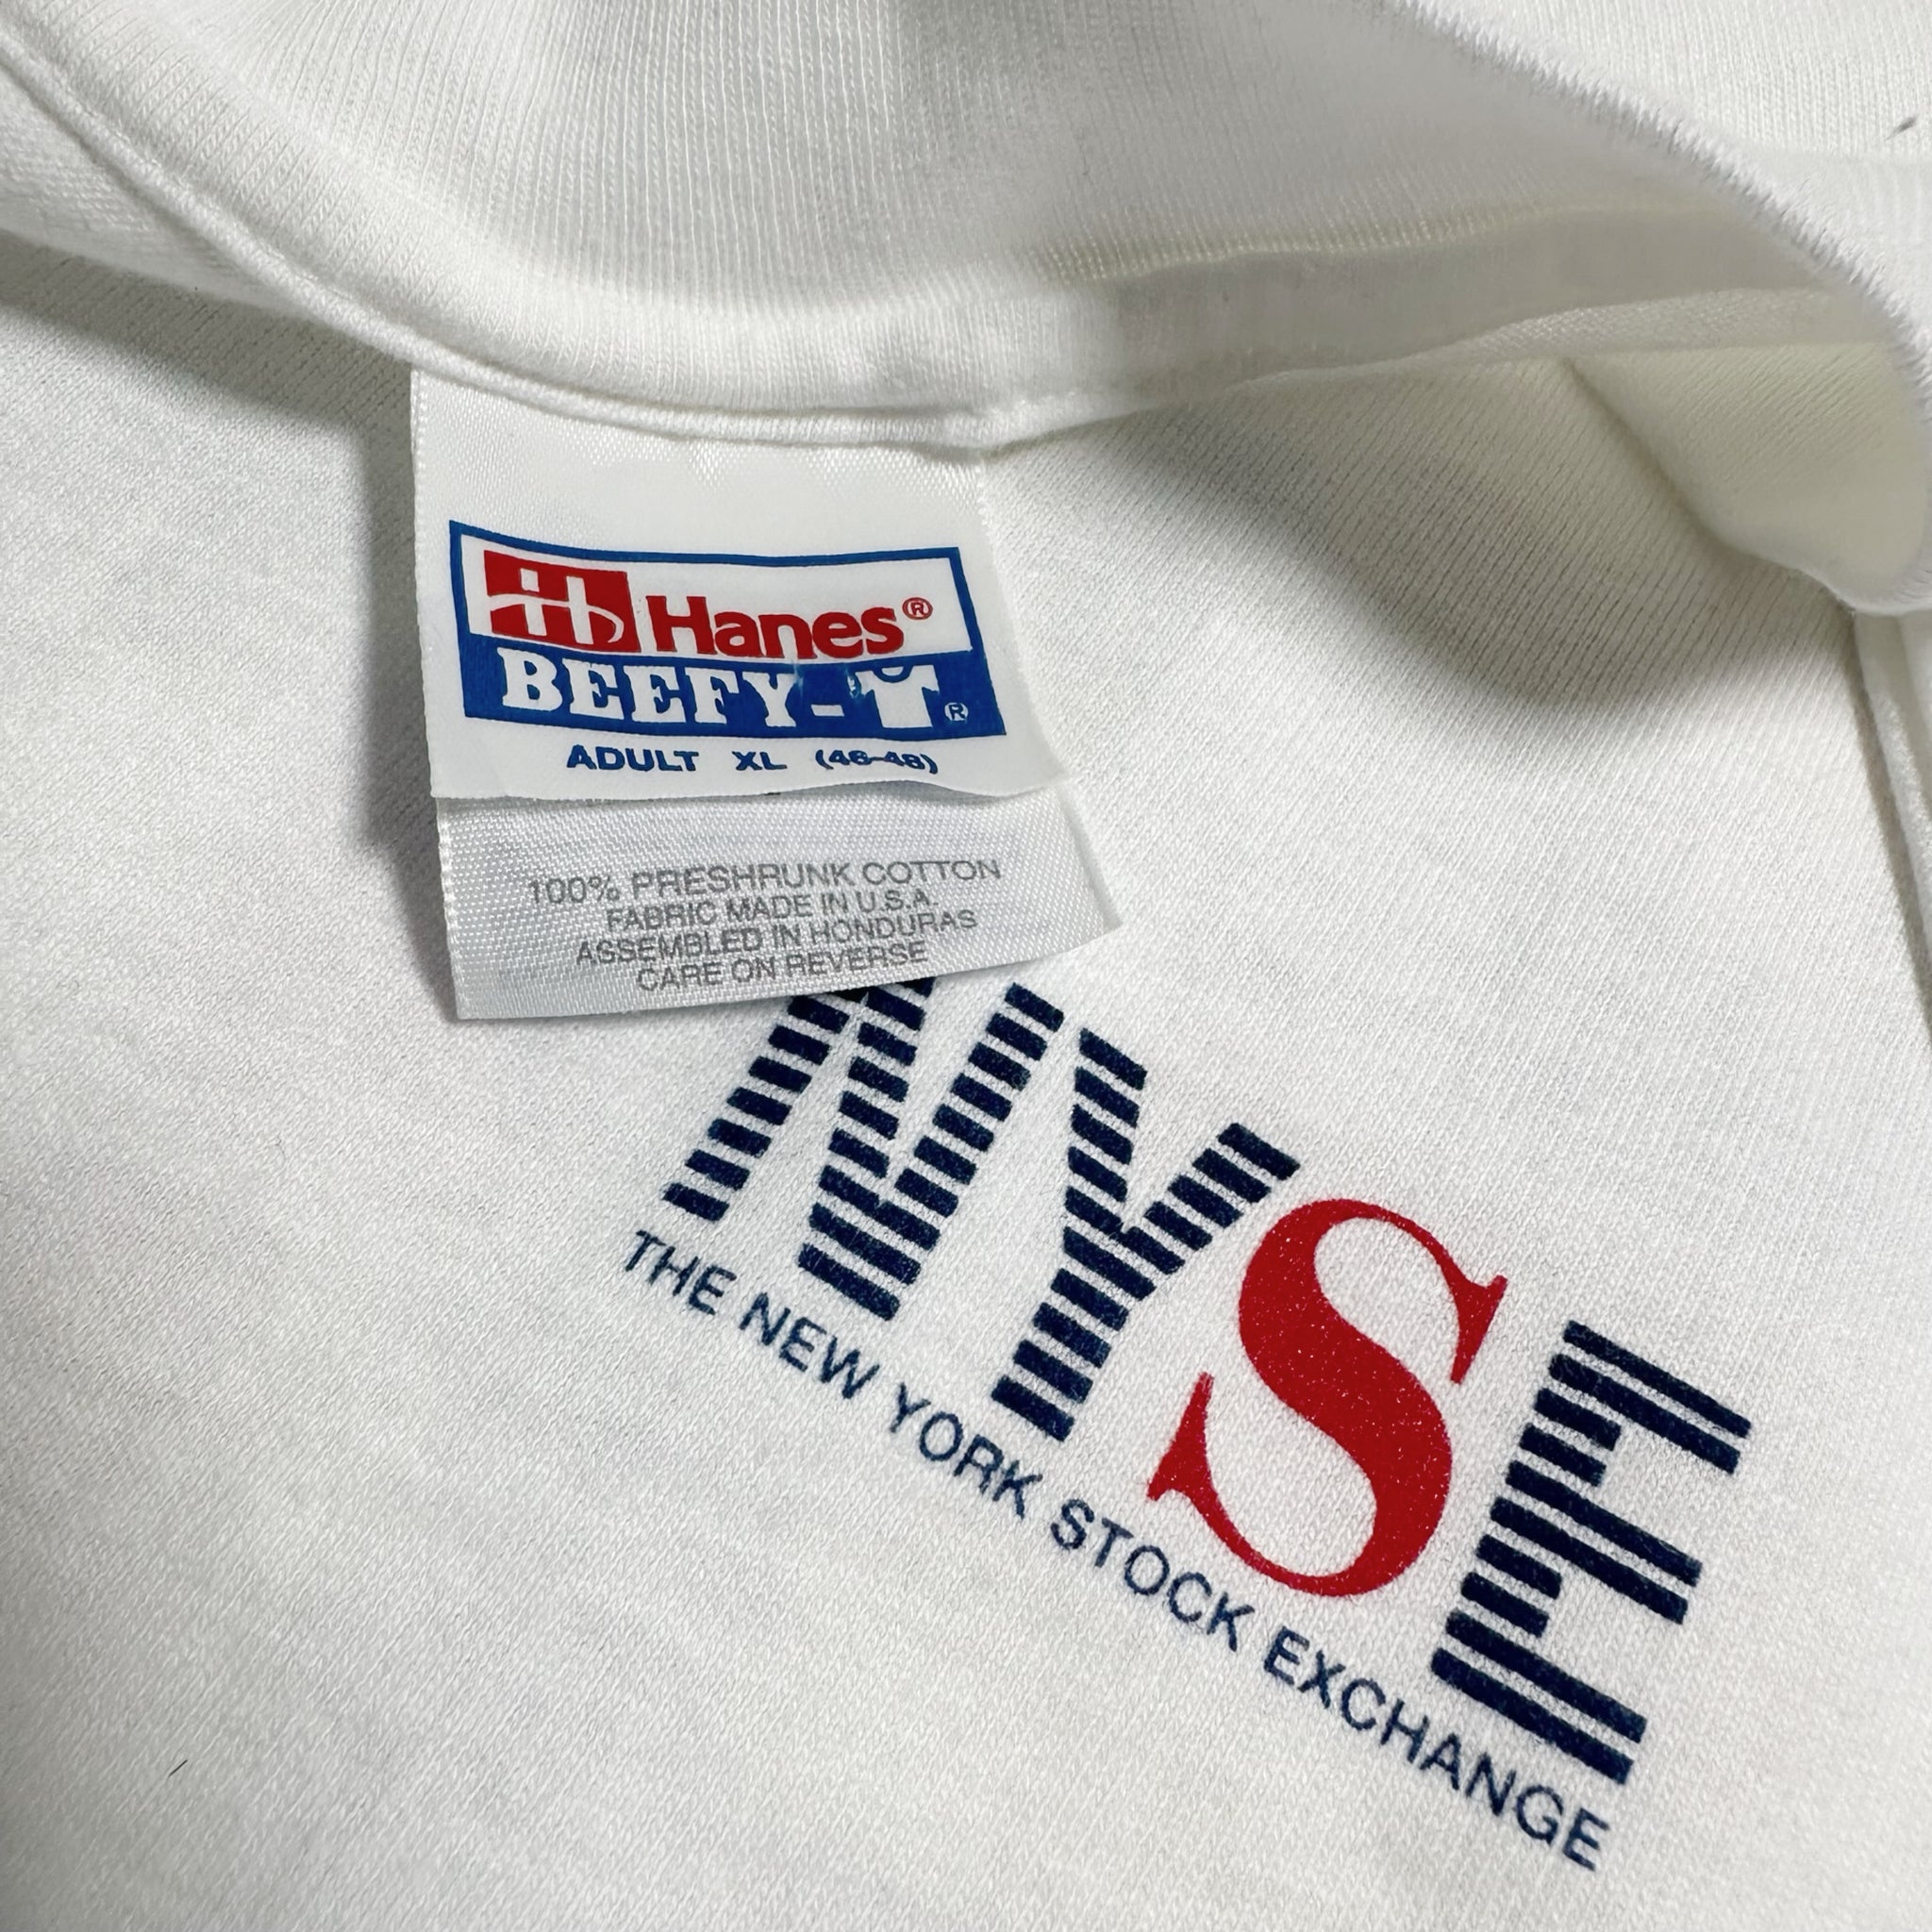 Hanes®
BEEFY-T®
ADULT XL (46-48)
100% PRESHRUNK COTTON
FABRIC MADE IN U.S.A.
ASSEMBLED IN HONDURAS
CARE ON REVERSE
NYSE
THE NEW YORK STOCK EXCHANGE